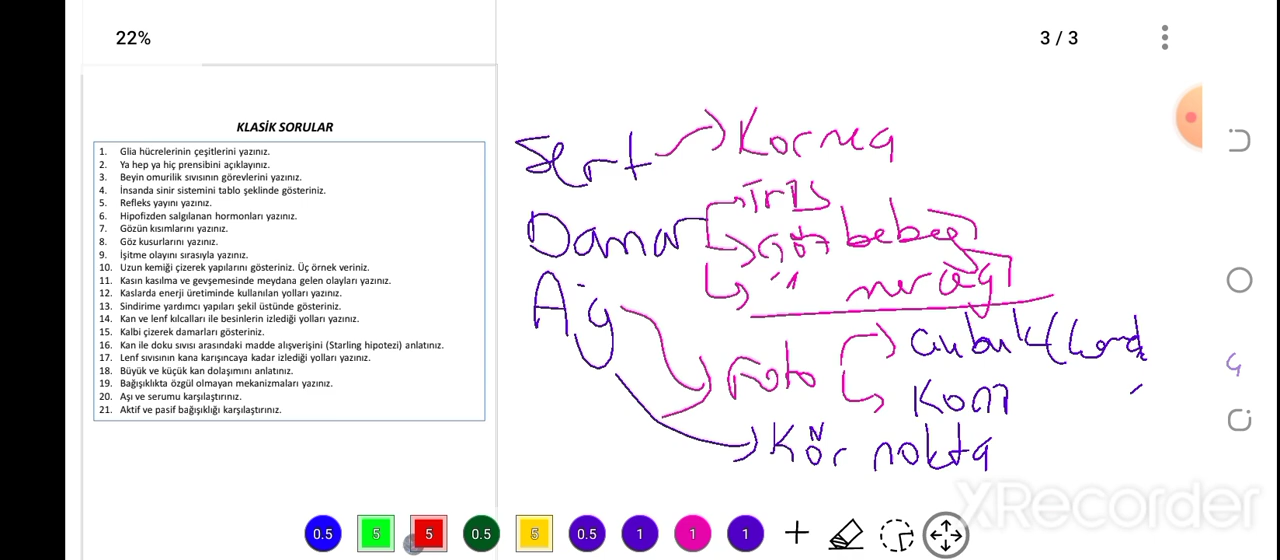 22%
3 / 3
KLASİK SORULAR
1. Glia hücrelerinin çeşitlerini yazınız.
2. Ya hep ya hiç prensibini açıklayınız.
3. Beyin omurilik sıvısının görevlerini yazınız.
4. İnsanda sinir sistemini tablo şeklinde gösteriniz.
5. Refleks yayını yazınız.
6. Hipofizden salgılanan hormonları yazınız.
7. Gözün kısımlarını yazınız.
8. Göz kusurlarını yazınız.
9. İşitme olayını sırasıyla yazınız.
10. Uzun kemiği çizerek yapılarını gösteriniz. Üç örnek veriniz.
11. Kasın kasılma ve gevşemesinde meydana gelen olayları yazınız.
12. Kaslarda enerji üretiminde kullanılan yolları yazınız.
13. Sindirime yardımcı yapıları şekil üstünde gösteriniz.
14. Kan ve lenf kılcalları ile besinlerin izlediği yolları yazınız.
15. Kalbi çizerek damarları gösteriniz.
16. Kan ile doku sıvısı arasındaki madde alışverişini (Starling hipotezi) anlatınız.
17. Lenf sıvısının kana karışıncaya kadar izlediği yolları yazınız.
18. Büyük ve küçük kan dolaşımını anlatınız.
19. Bağışıklıkta özgül olmayan mekanizmaları yazınız.
20. Aşı ve serumu karşılaştırınız.
21. Aktif ve pasif bağışıklığı karşılaştırınız.
Sert Kornea
Damar İris
Göz bebeği
" merceği
Ağ
Foto Çubuk
Koni
Kör nokta
0.5 5 5 0.5 5 0.5 1 1 1
XRecorder